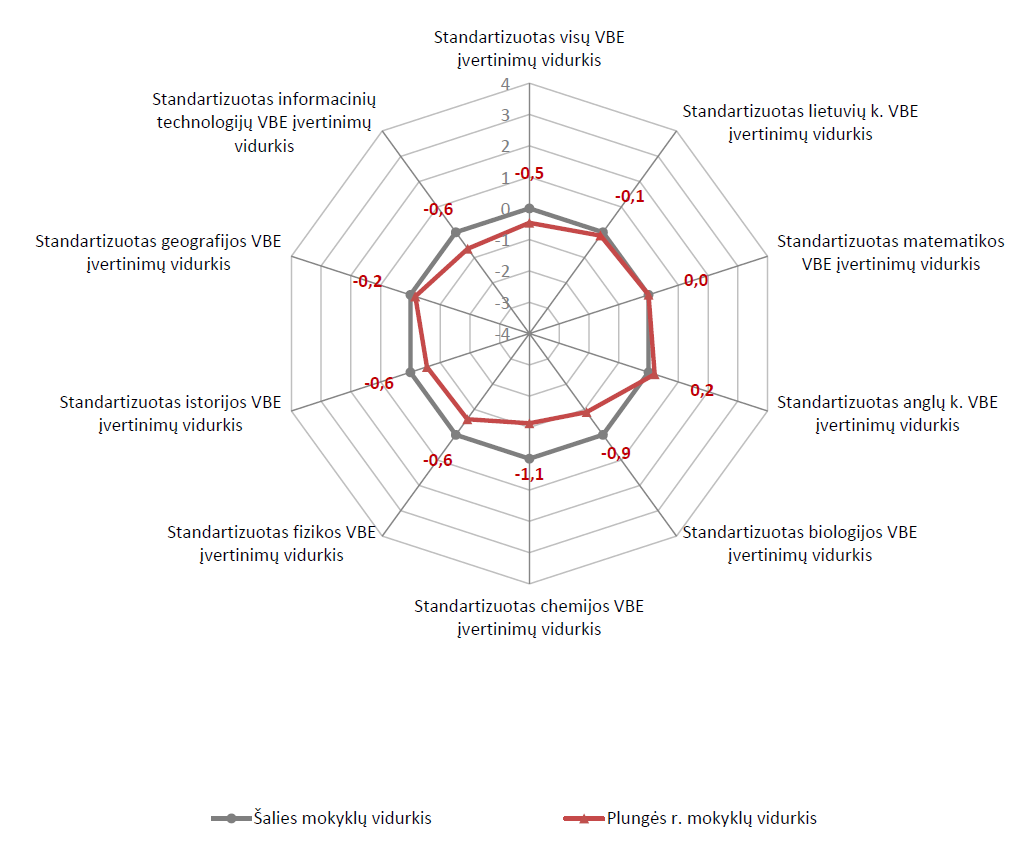 Standartizuotas visų VBE
įvertinimų vidurkis
Standartizuotas informacinių
technologijų VBE įvertinimų
vidurkis
Standartizuotas lietuvių k. VBE
įvertinimų vidurkis
4
3
2
1
0
-1
-2
-3
-4
-0,5
-0,1
-0,6
Standartizuotas geografijos VBE
įvertinimų vidurkis
Standartizuotas matematikos
VBE įvertinimų vidurkis
-0,2
0,0
-0,6
0,2
Standartizuotas istorijos VBE
įvertinimų vidurkis
Standartizuotas anglų k. VBE
įvertinimų vidurkis
-0,6
-1,1
-0,9
Standartizuotas fizikos VBE
įvertinimų vidurkis
Standartizuotas biologijos VBE
įvertinimų vidurkis
Standartizuotas chemijos VBE
įvertinimų vidurkis
Šalies mokyklų vidurkis
Plungės r. mokyklų vidurkis